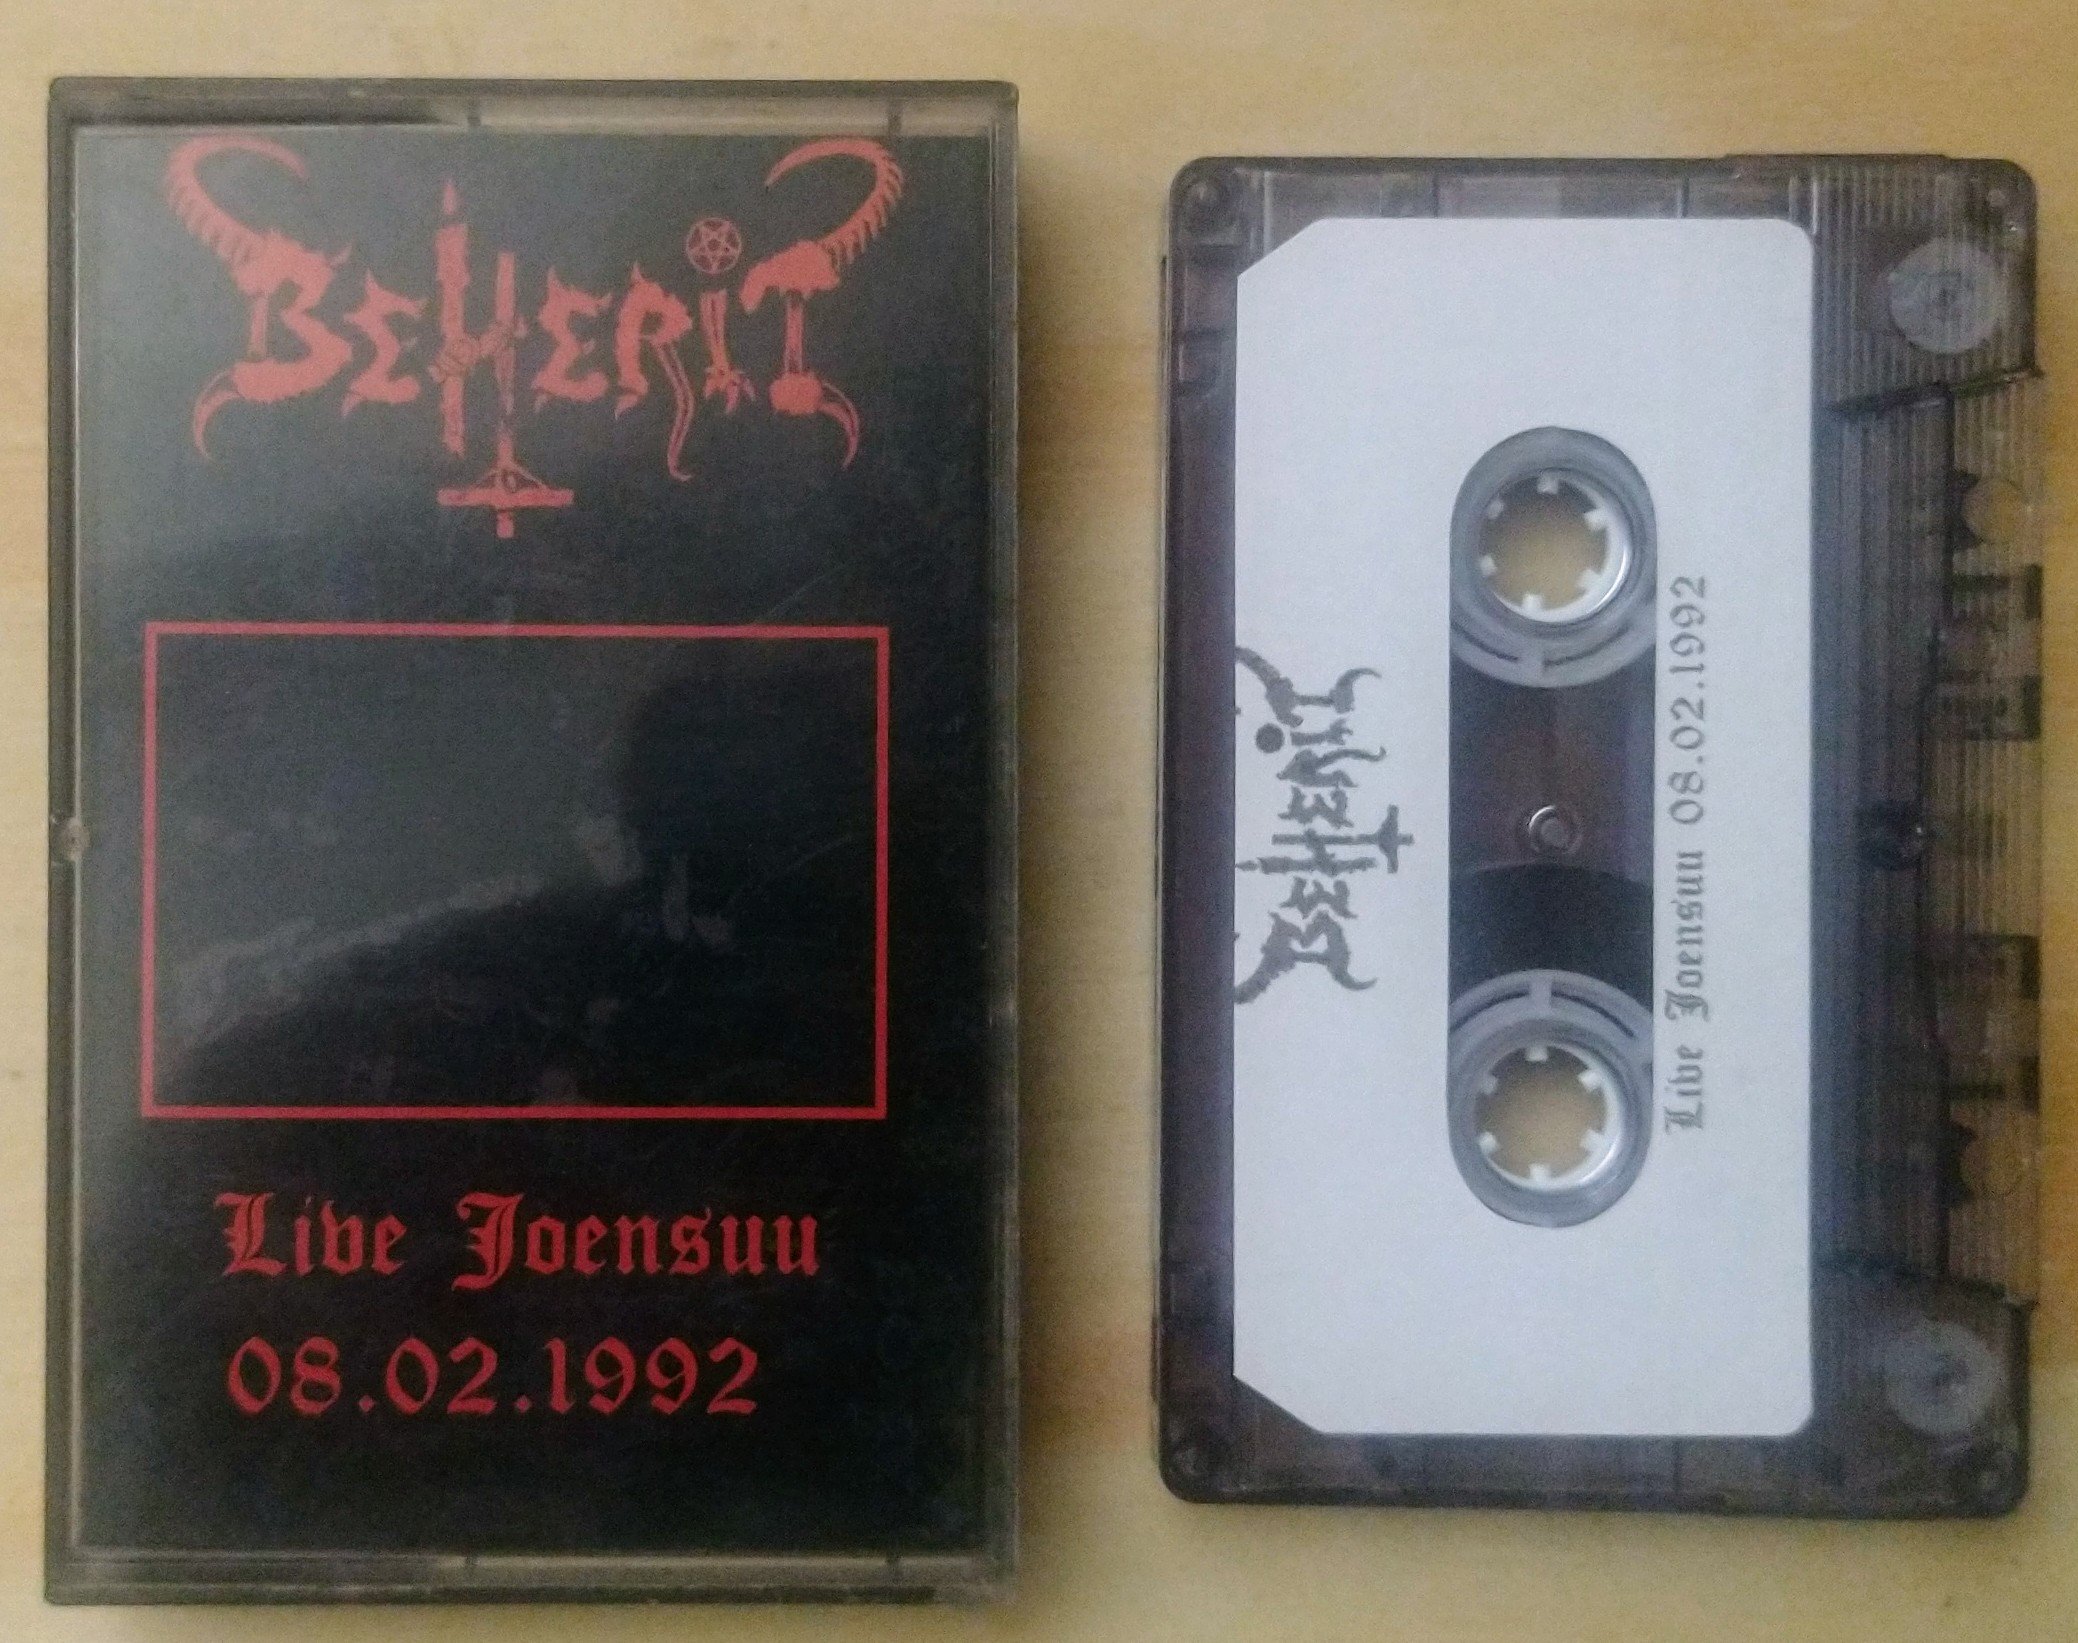 BEHERIT
Live Joensuu
08.02.1992
BEHERIT
Live Joensuu 08.02.1992